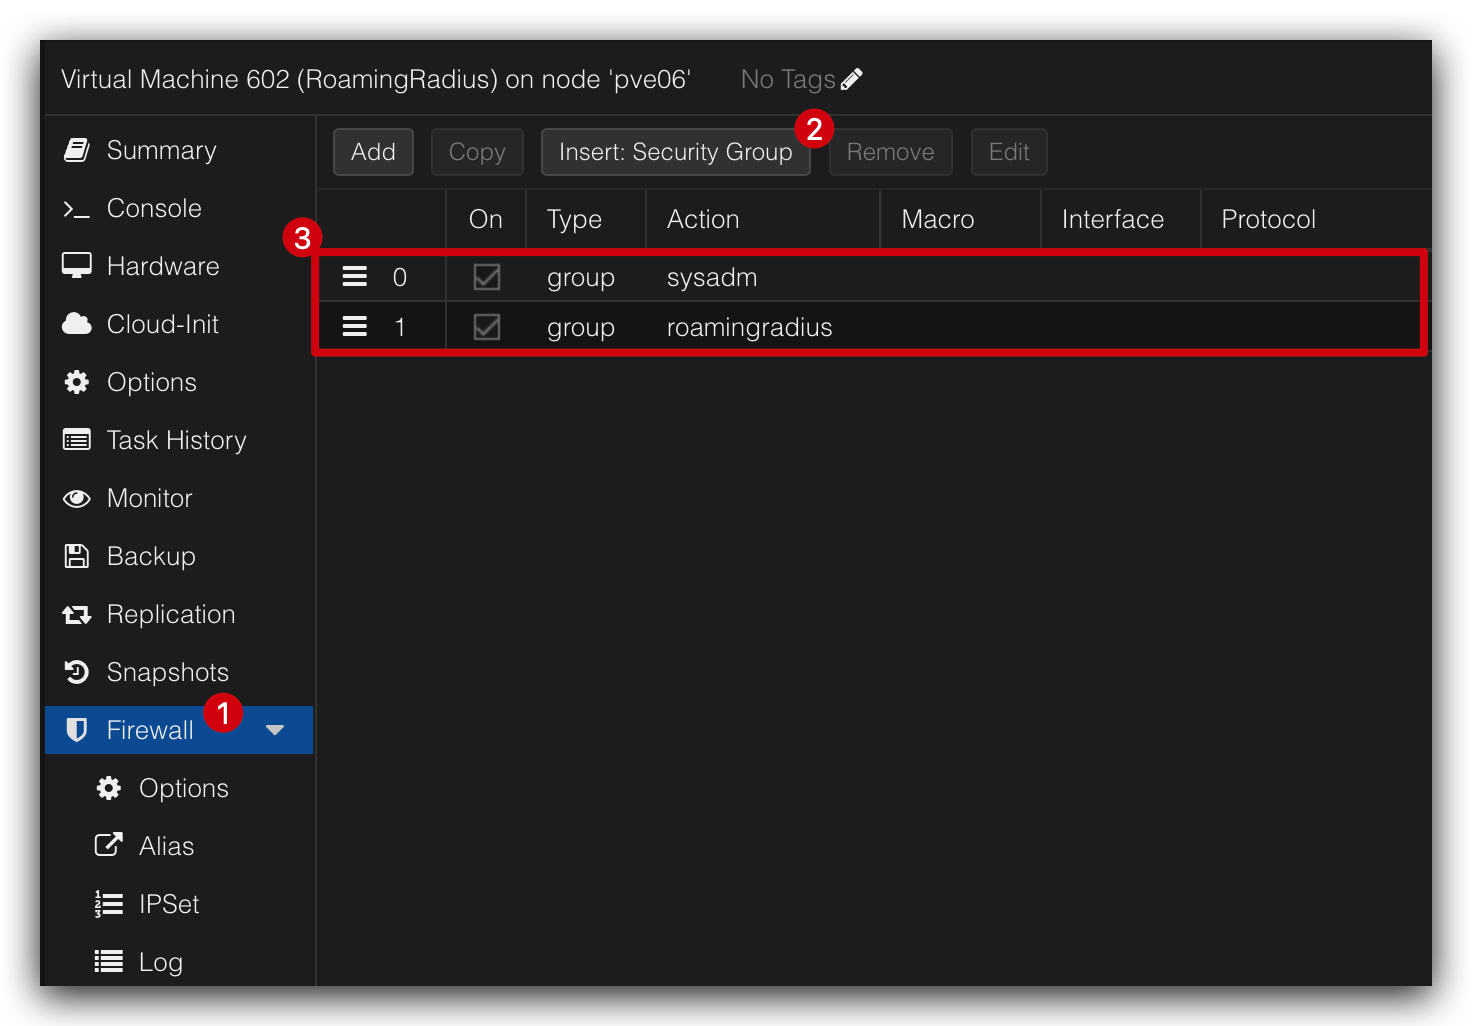 Virtual Machine 602 (RoamingRadius) on node 'pve06' No Tags
Summary
Console
Hardware
Cloud-Init
Options
Task History
Monitor
Backup
Replication
Snapshots
Firewall 1
Options
Alias
IPSet
Log
Add Copy Insert: Security Group 2 Remove Edit
On Type Action Macro Interface Protocol
3
0 group sysadm
1 group roamingradius